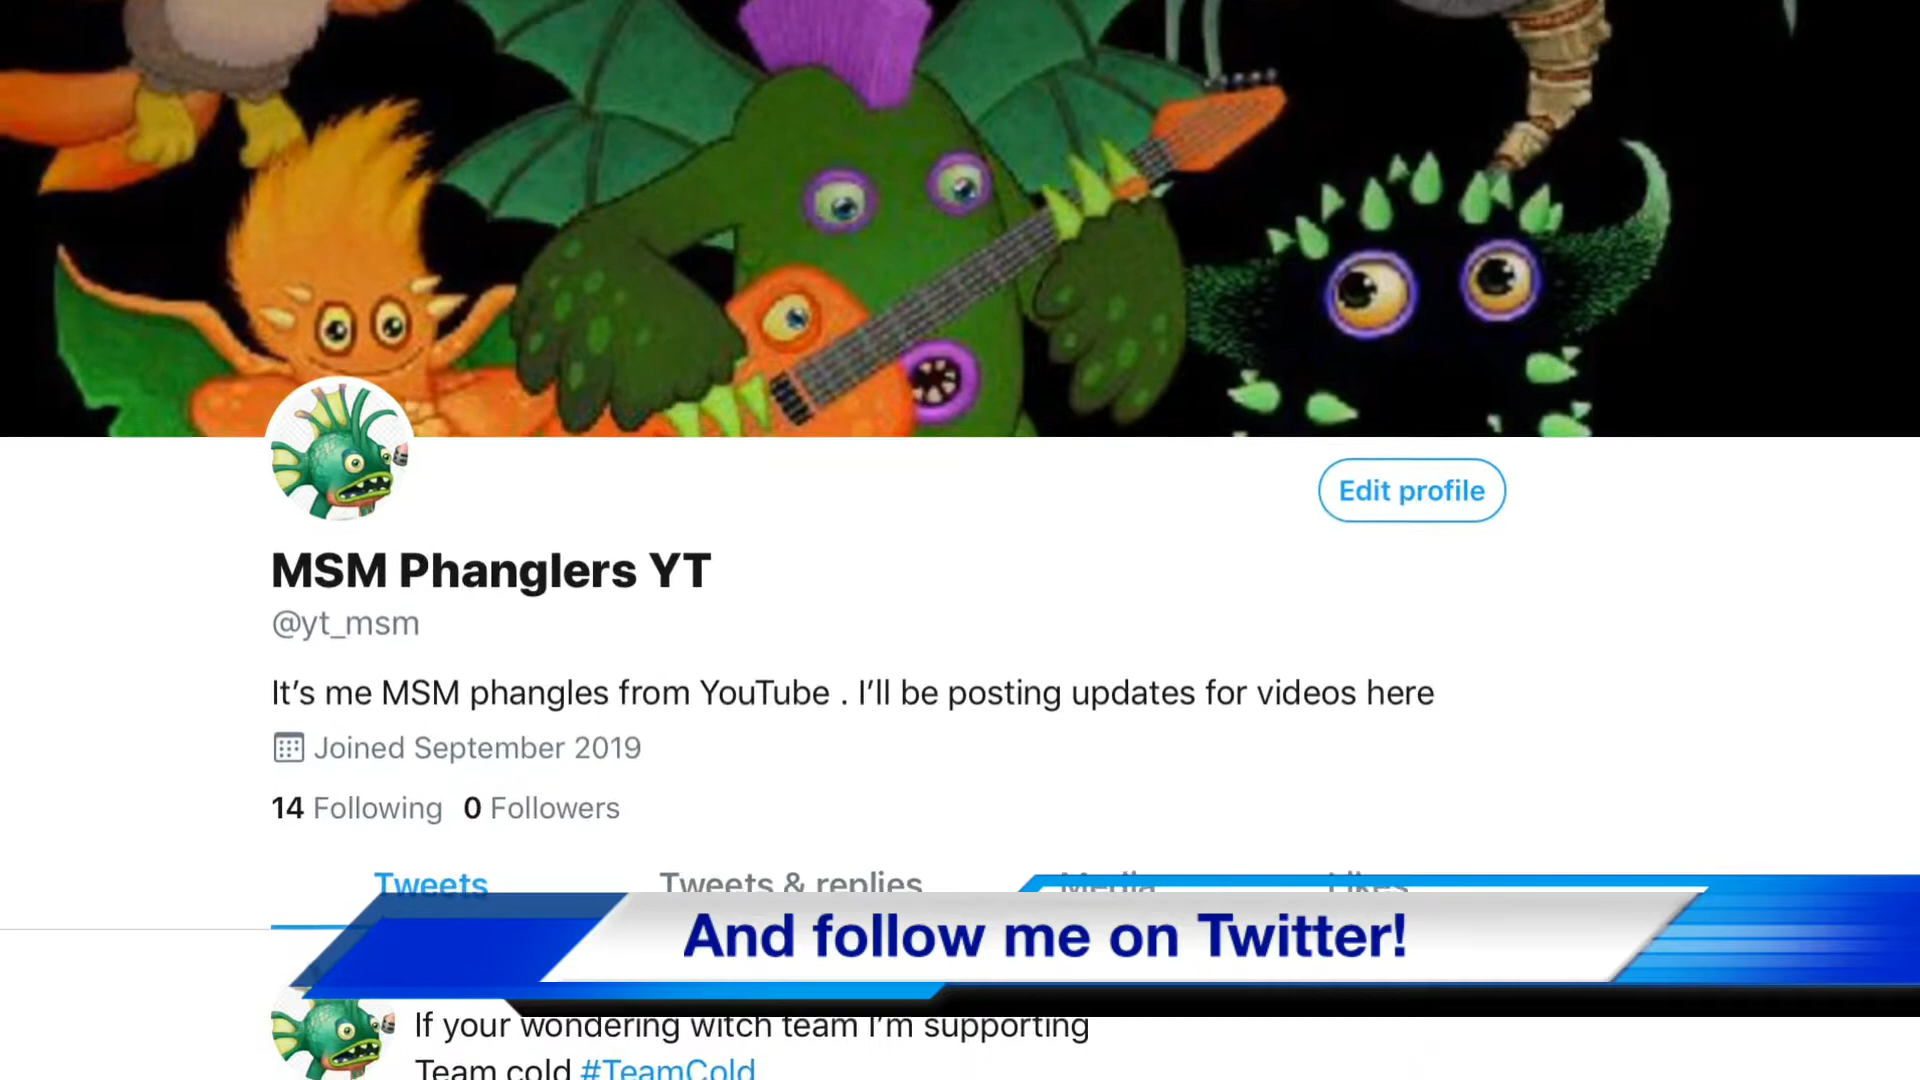 Edit profile
MSM Phanglers YT
@yt_msm
It’s me MSM phangles from YouTube . I’ll be posting updates for videos here
Joined September 2019
14 Following 0 Followers
Tweets Tweets & replies Media Likes
And follow me on Twitter!
If your wondering witch team I’m supporting
Team cold #TeamCold